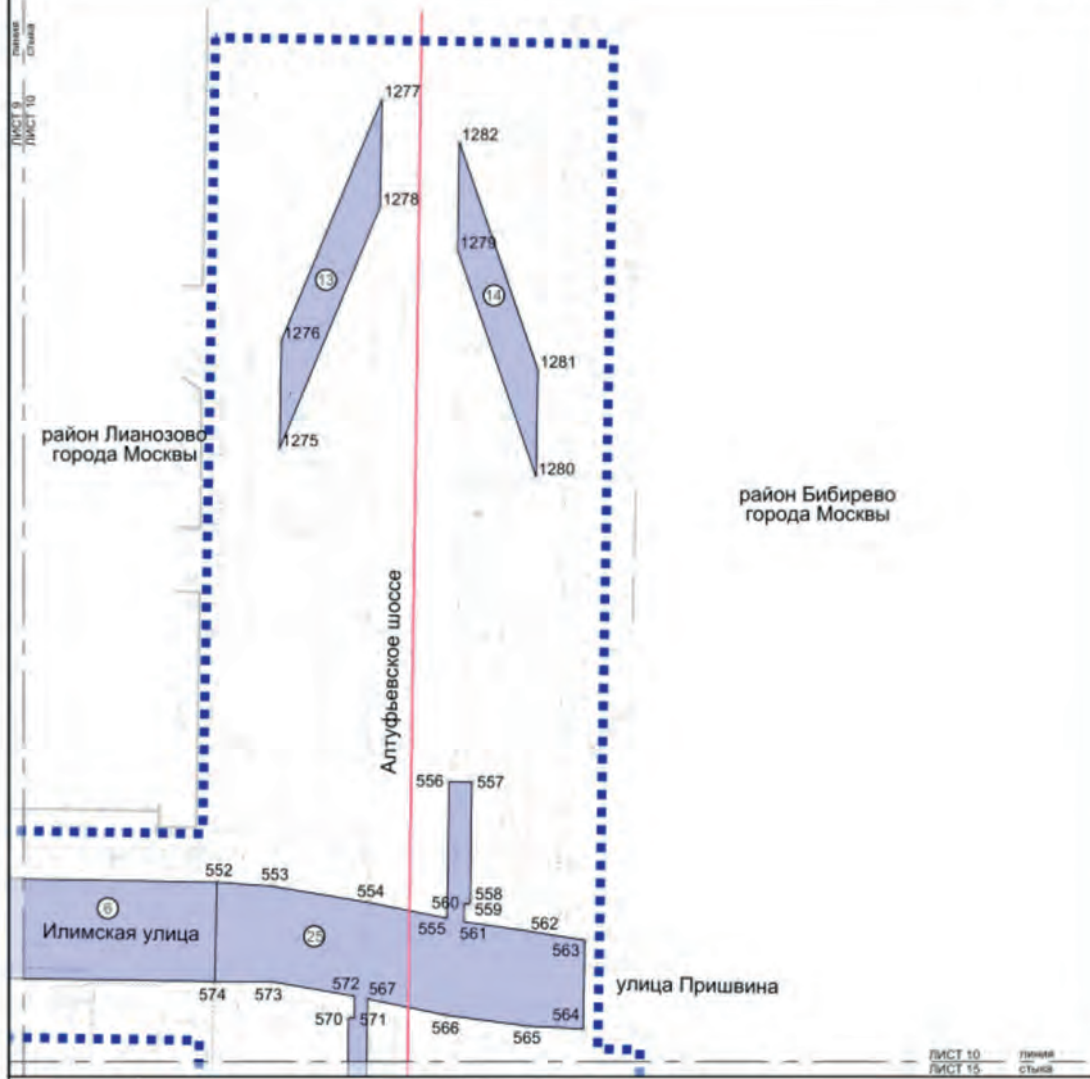 линия
стыка
ЛИСТ 9
ЛИСТ 10
1277
1282
1278
1279
13
14
1276
1281
район Лианозово
города Москвы
1275
1280
район Бибирево
города Москвы
Алтуфьевское шоссе
556 557
552 553
554
560 558
559
555 561 562
563
6
Илимская улица
25
574 573 572 567
улица Пришвина
570 571 566 565 564
ЛИСТ 10 линия
ЛИСТ 15 стыка